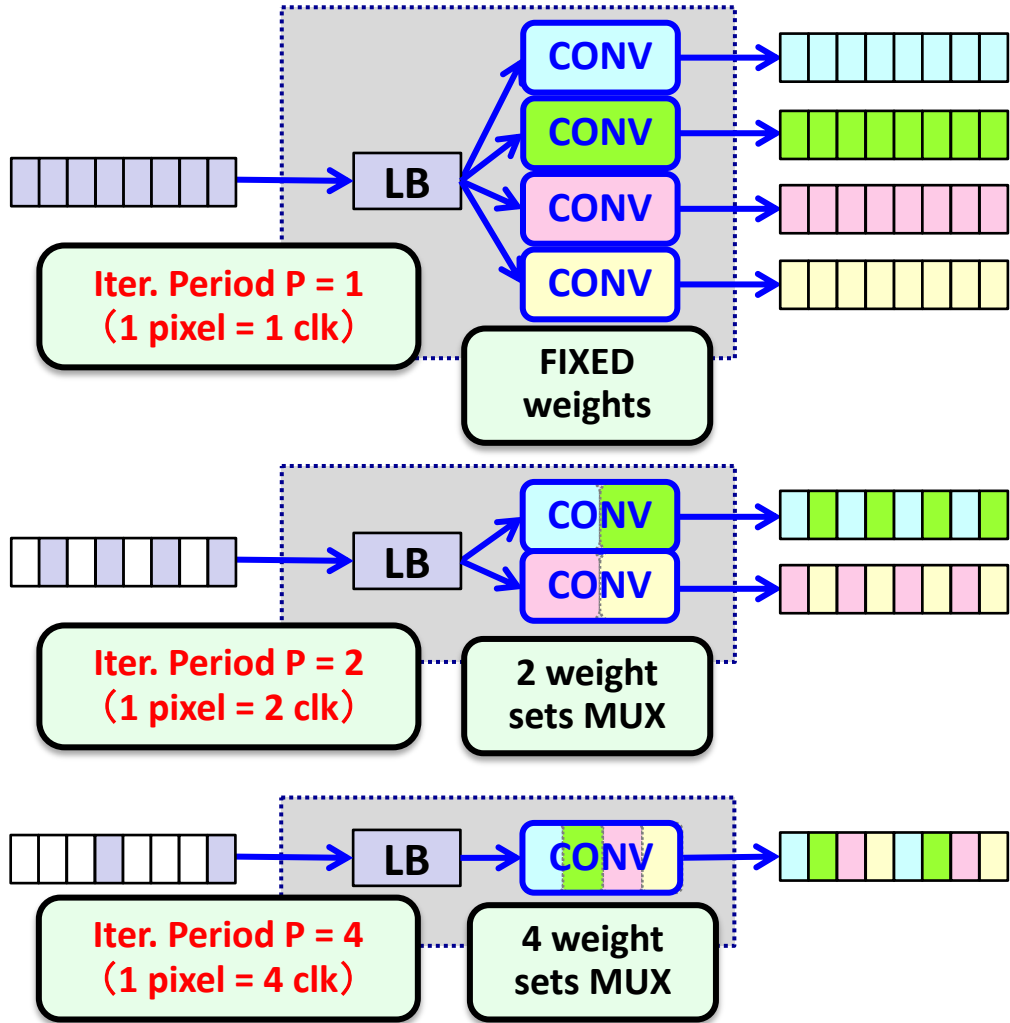 CONV
CONV
LB
CONV
CONV
Iter. Period P = 1
（1 pixel = 1 clk）
FIXED
weights
CONV
LB
CONV
Iter. Period P = 2
（1 pixel = 2 clk）
2 weight
sets MUX
LB
CONV
Iter. Period P = 4
（1 pixel = 4 clk）
4 weight
sets MUX